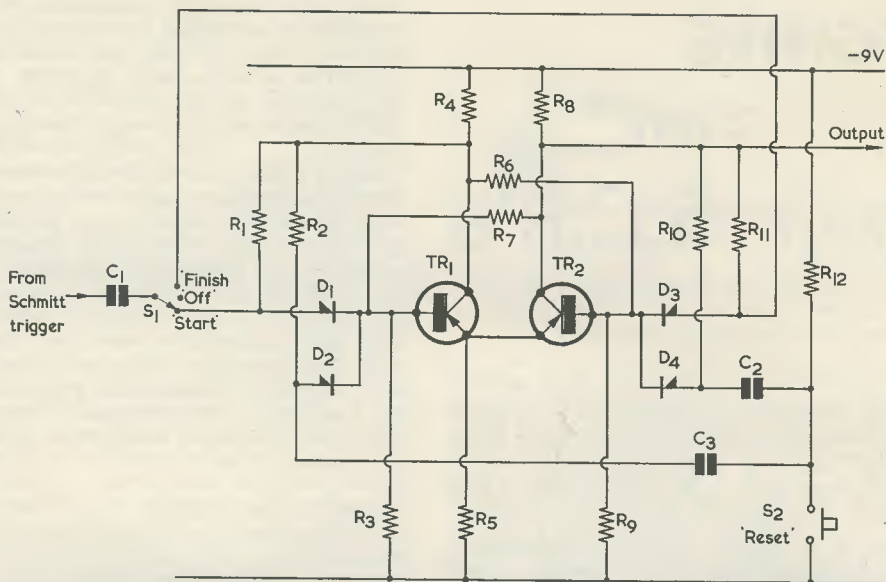 -9V
R4
R8
Output
R6
R1
R2
R7
R10
R11
R12
From
Schmitt
trigger
C1
'Finish'
'Off'
S1
'Start'
D1
TR1
TR2
D3
D2
D4
C2
C3
R3
R5
R9
S2
'Reset'